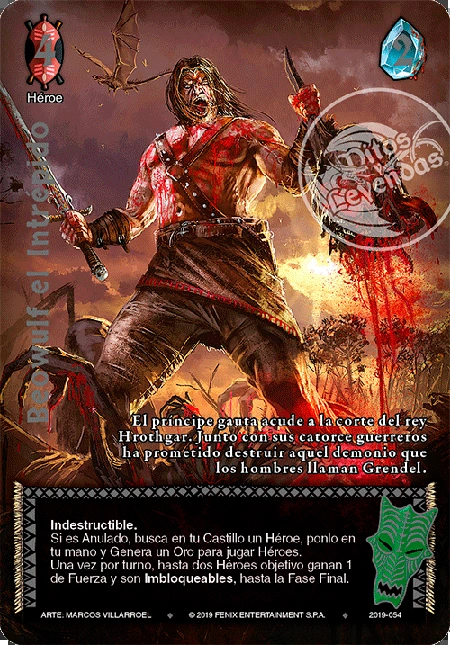 4
2
Héroe
Mitos y Leyendas
Beowulf el Intrépido
El príncipe gauta acude a la corte del rey
Hrothgar. Junto con sus catorce guerreros
ha prometido destruir aquel demonio que
los hombres llaman Grendel.
Indestructible.
Si es Anulado, busca en tu Castillo un Héroe, ponlo en
tu mano y Genera un Oro para jugar Héroes.
Una vez por turno, hasta dos Héroes objetivo ganan 1
de Fuerza y son Imbloqueables, hasta la Fase Final.
ARTE: MARCOS VILLARROEL
© 2019 FENIX ENTERTAINMENT S.P.A.
2019-054